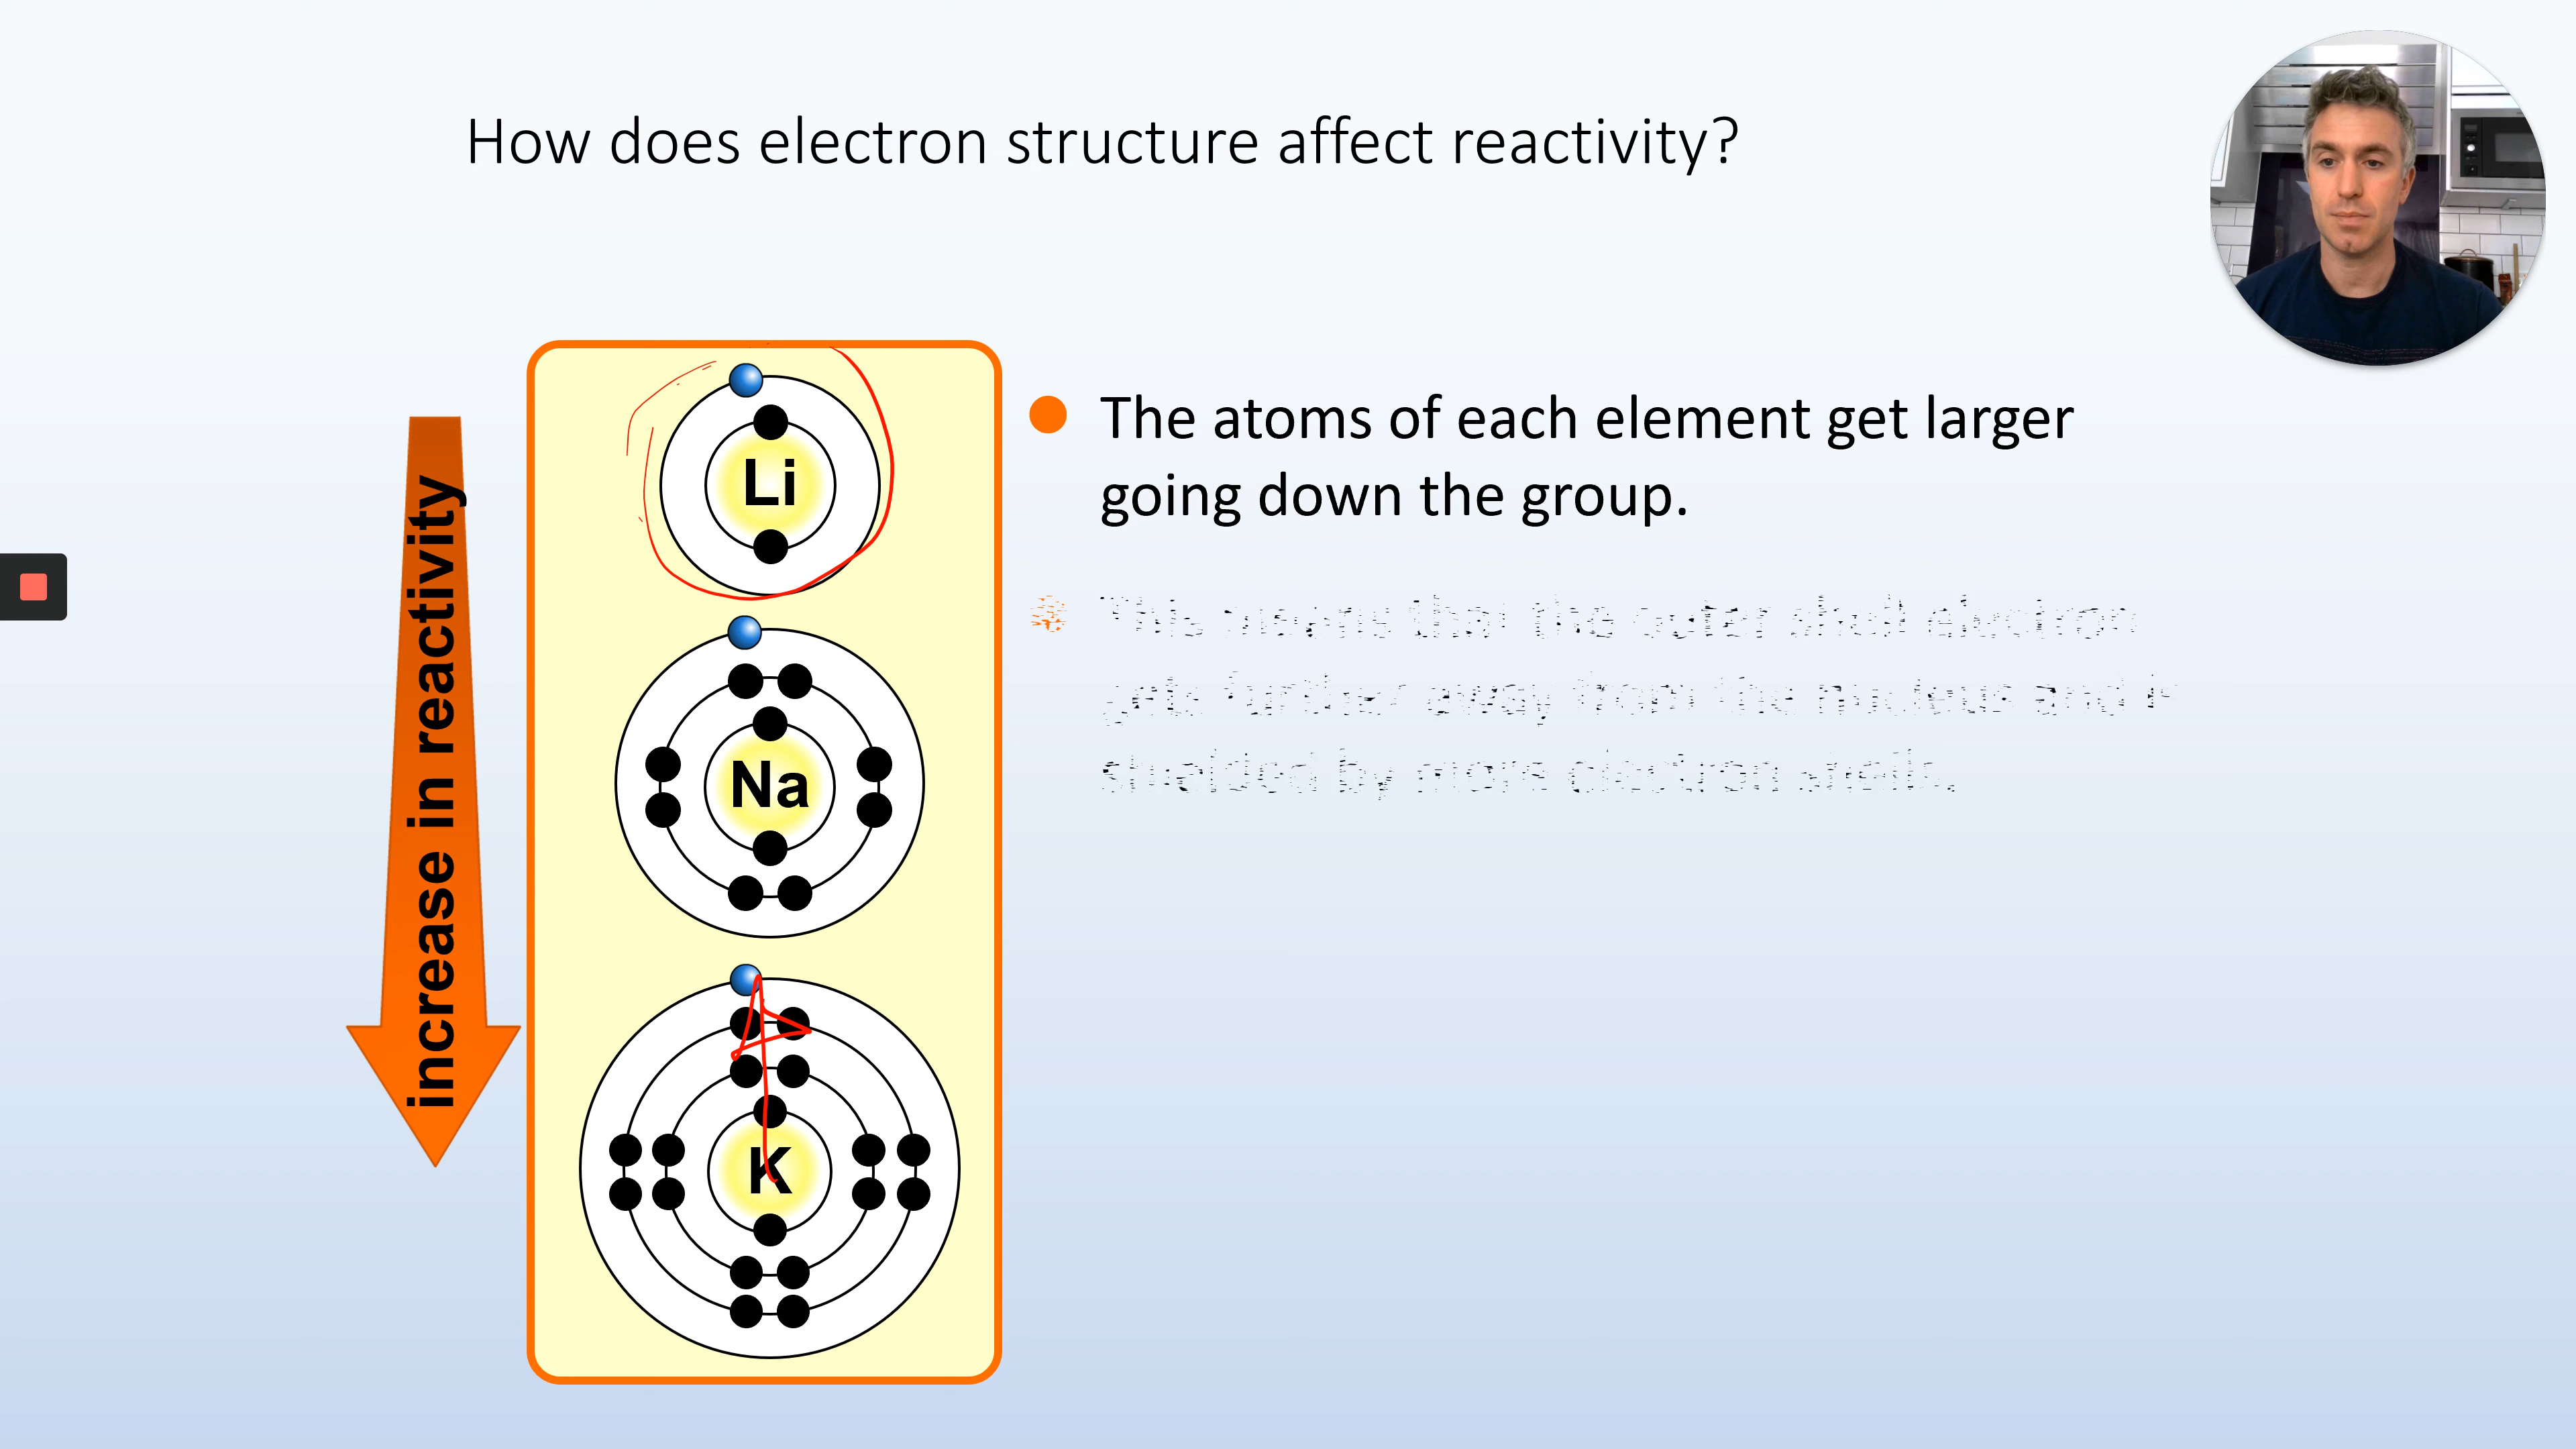 How does electron structure affect reactivity?
increase in reactivity
Li
Na
K
The atoms of each element get larger
going down the group.
This means that the outer shell electron
gets further away from the nucleus and is
shielded by more electron shells.